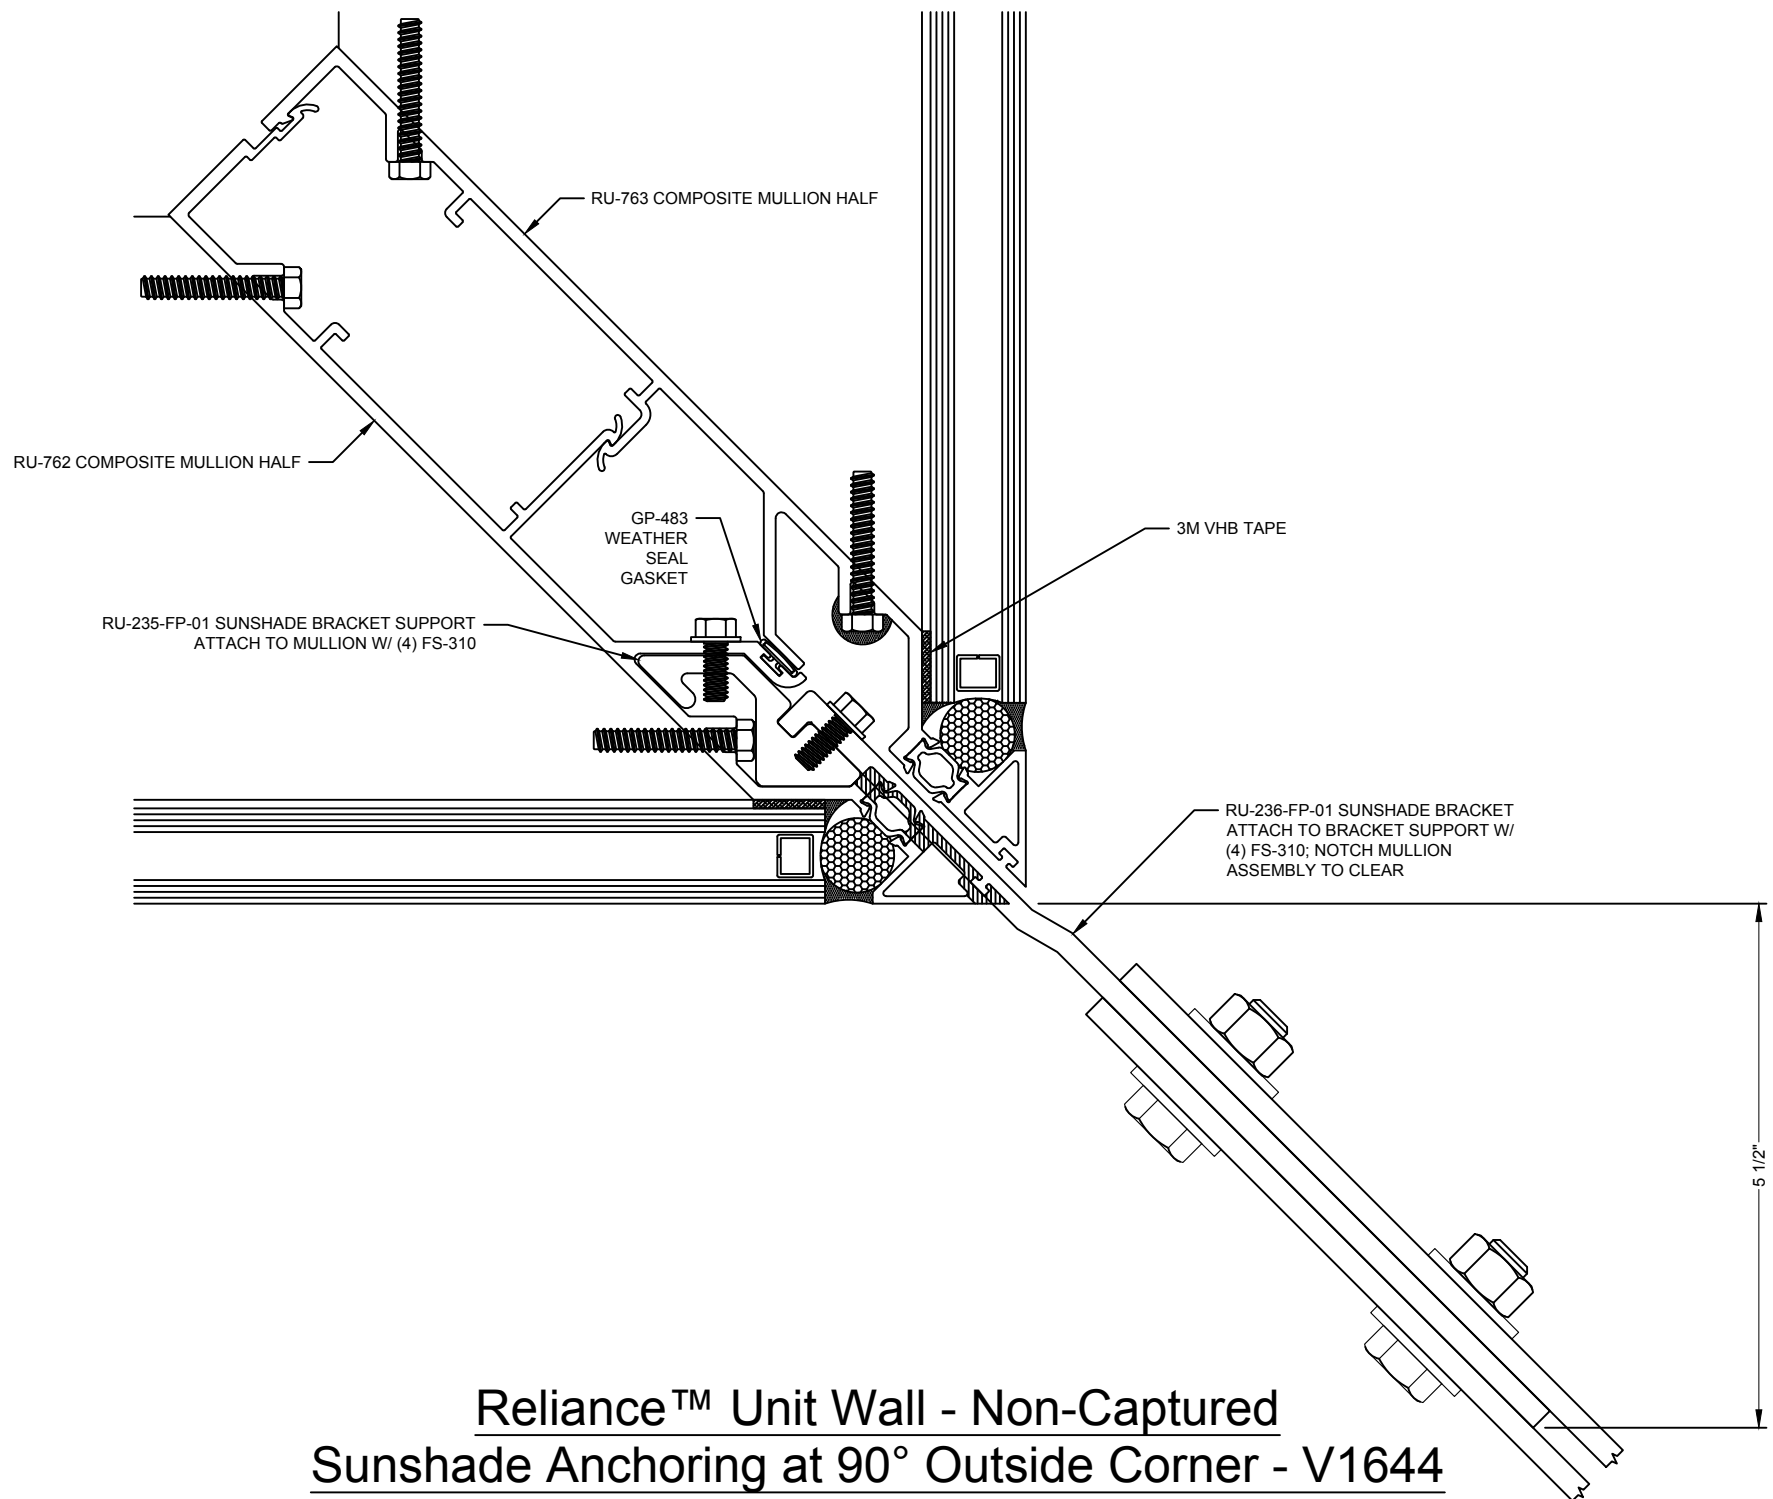 RU-763 COMPOSITE MULLION HALF
RU-762 COMPOSITE MULLION HALF
GP-483
WEATHER
SEAL
GASKET
3M VHB TAPE
RU-235-FP-01 SUNSHADE BRACKET SUPPORT
ATTACH TO MULLION W/ (4) FS-310
RU-236-FP-01 SUNSHADE BRACKET
ATTACH TO BRACKET SUPPORT W/
(4) FS-310; NOTCH MULLION
ASSEMBLY TO CLEAR
5 1/2"
Reliance™ Unit Wall - Non-Captured
Sunshade Anchoring at 90° Outside Corner - V1644